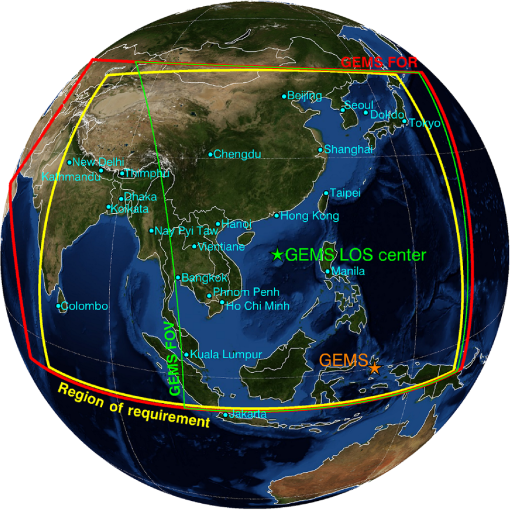 GEMS FOR
Beijing
Seoul
Dokdo
Tokyo
Shanghai
Chengdu
New Delhi
Kathmandu
Thimphu
Dhaka
Kolkata
Taipei
Hong Kong
Nay Pyi Taw
Hanoi
Vientiane
GEMS LOS center
Manila
Bangkok
Phnom Penh
Ho Chi Minh
Colombo
GEMS FOV
Kuala Lumpur
GEMS
Region of requirement
Jakarta